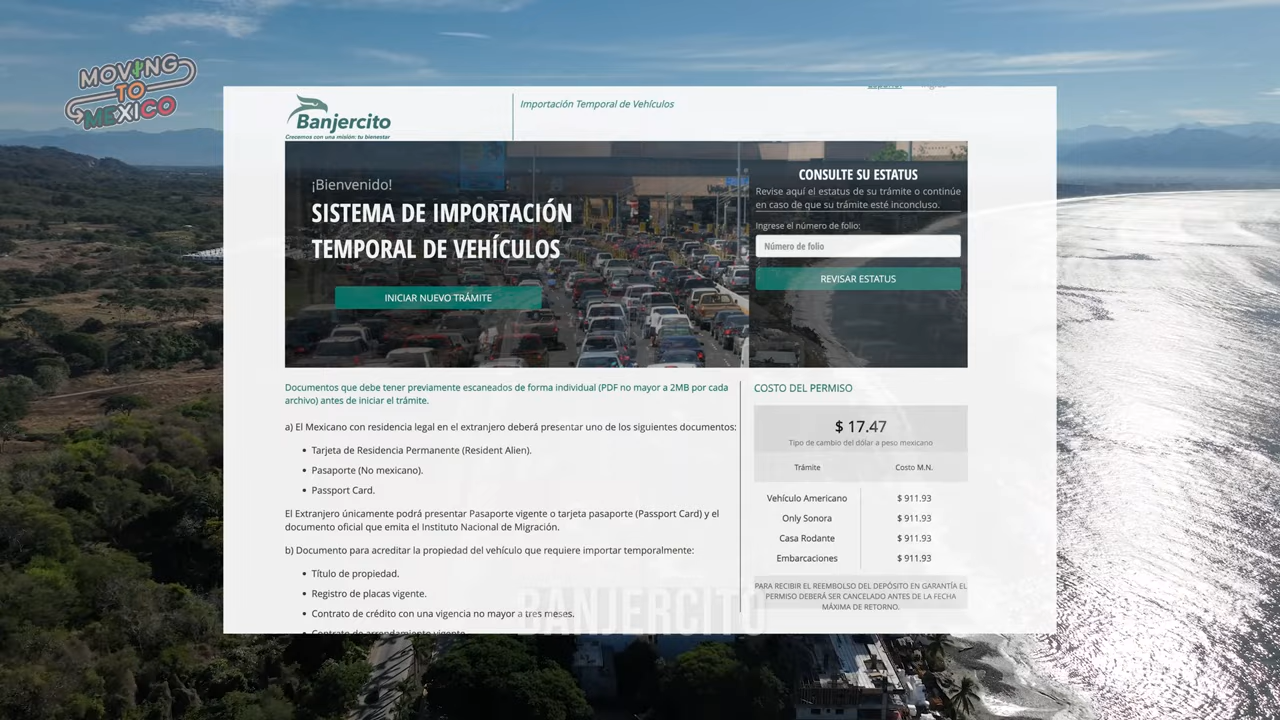 MOVING
TO
MEXICO
Español
Banjercito
Crecemos con una misión: tu bienestar
Importación Temporal de Vehículos
¡Bienvenido!
SISTEMA DE IMPORTACIÓN
TEMPORAL DE VEHÍCULOS
INICIAR NUEVO TRÁMITE
CONSULTE SU ESTATUS
Revise aquí el estatus de su trámite o continúe
en caso de que su trámite esté inconcluso.
Ingrese el número de folio:
Número de folio
REVISAR ESTATUS
Documentos que debe tener previamente escaneados de forma individual (PDF no mayor a 2MB por cada
archivo) antes de iniciar el trámite.
a) El Mexicano con residencia legal en el extranjero deberá presentar uno de los siguientes documentos:
• Tarjeta de Residencia Permanente (Resident Alien).
• Pasaporte (No mexicano).
• Passport Card.
El Extranjero únicamente podrá presentar Pasaporte vigente o tarjeta pasaporte (Passport Card) y el
documento oficial que emita el Instituto Nacional de Migración.
b) Documento para acreditar la propiedad del vehículo que requiere importar temporalmente:
• Título de propiedad.
• Registro de placas vigente.
• Contrato de crédito con una vigencia no mayor a tres meses.
• Contrato de arrendamiento vigente.
COSTO DEL PERMISO
$ 17.47
Tipo de cambio del dólar a peso mexicano
Trámite Costo M.N.
Vehículo Americano $ 911.93
Only Sonora $ 911.93
Casa Rodante $ 911.93
Embarcaciones $ 911.93
PARA RECIBIR EL REEMBOLSO DEL DEPÓSITO EN GARANTÍA EL
PERMISO DEBERÁ SER CANCELADO ANTES DE LA FECHA
MÁXIMA DE RETORNO.
BANJERCITO